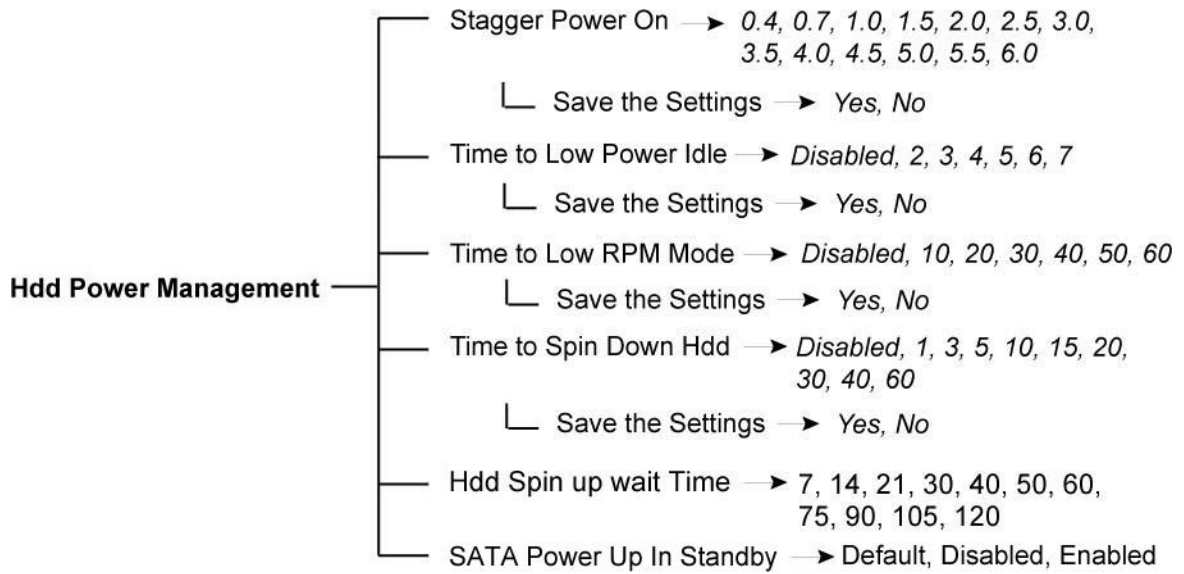 Stagger Power On 0.4, 0.7, 1.0, 1.5, 2.0, 2.5, 3.0,
3.5, 4.0, 4.5, 5.0, 5.5, 6.0
Save the Settings Yes, No
Time to Low Power Idle Disabled, 2, 3, 4, 5, 6, 7
Save the Settings Yes, No
Time to Low RPM Mode Disabled, 10, 20, 30, 40, 50, 60
Hdd Power Management
Save the Settings Yes, No
Time to Spin Down Hdd Disabled, 1, 3, 5, 10, 15, 20,
30, 40, 60
Save the Settings Yes, No
Hdd Spin up wait Time 7, 14, 21, 30, 40, 50, 60,
75, 90, 105, 120
SATA Power Up In Standby Default, Disabled, Enabled